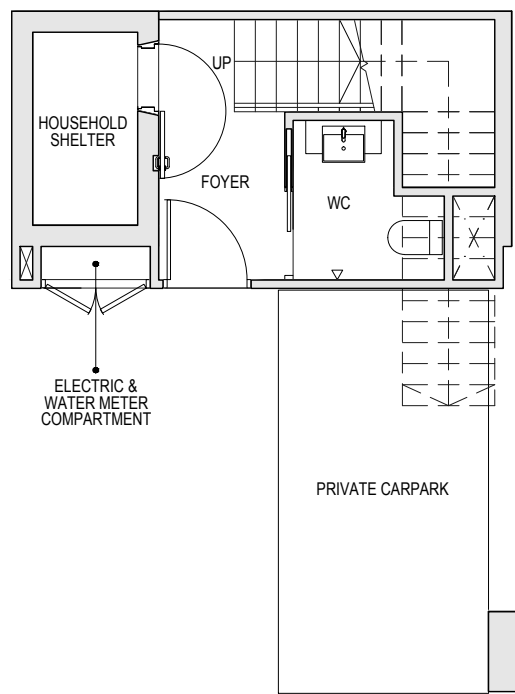 UP
HOUSEHOLD
SHELTER
FOYER
WC
ELECTRIC &
WATER METER
COMPARTMENT
PRIVATE CARPARK